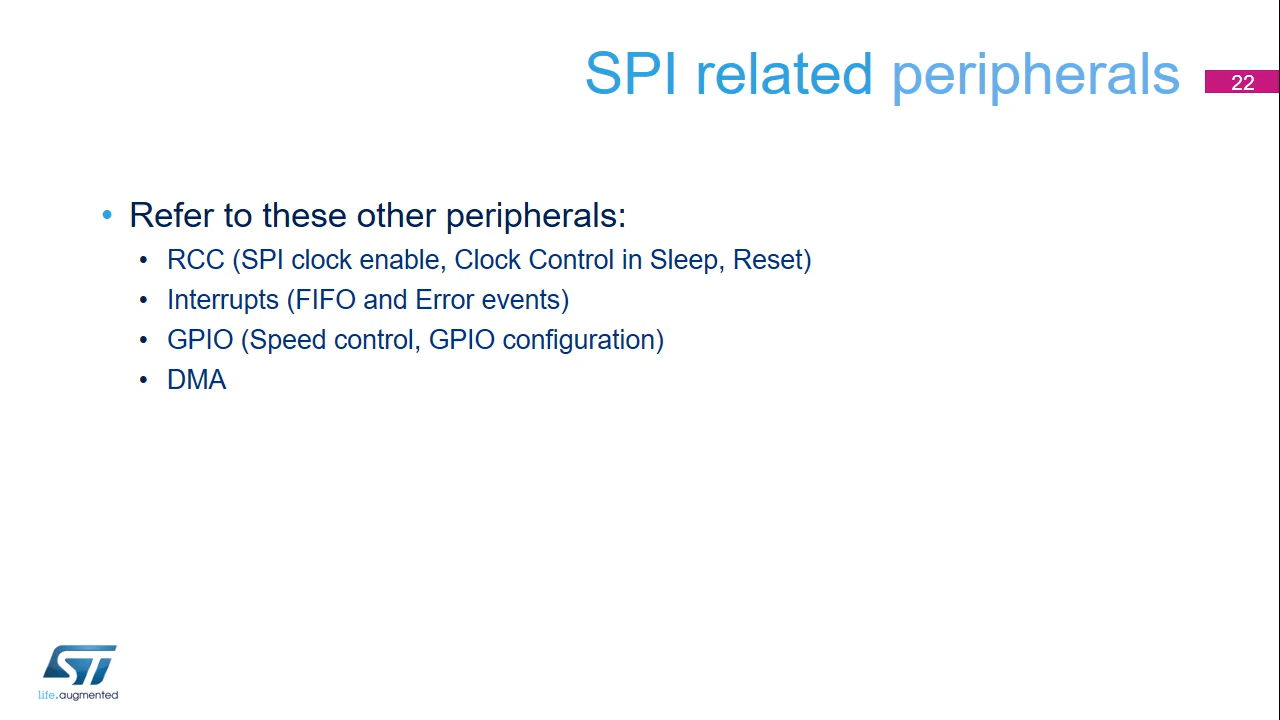 SPI related peripherals
22
• Refer to these other peripherals:
• RCC (SPI clock enable, Clock Control in Sleep, Reset)
• Interrupts (FIFO and Error events)
• GPIO (Speed control, GPIO configuration)
• DMA
ST
life.augmented